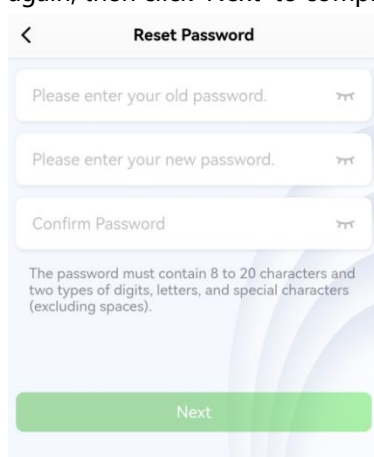 again, then click 'Next' to comp
Reset Password
Please enter your old password.
Please enter your new password.
Confirm Password
The password must contain 8 to 20 characters and
two types of digits, letters, and special characters
(excluding spaces).
Next